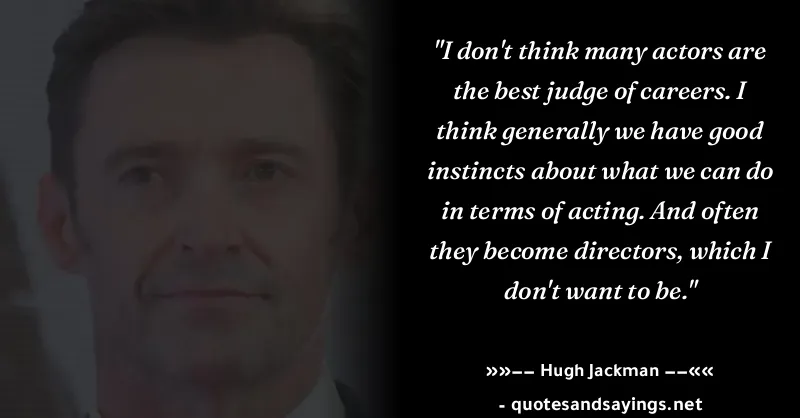 "I don't think many actors are
the best judge of careers. I
think generally we have good
instincts about what we can do
in terms of acting. And often
they become directors, which I
don't want to be."
»»–– Hugh Jackman ––««
- quotesandsayings.net